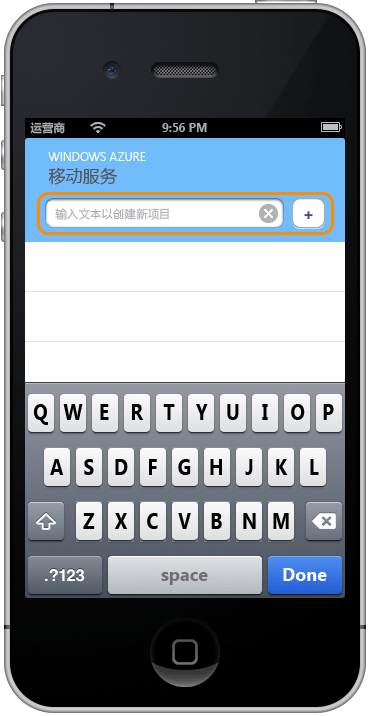 运营商 9:56 PM
WINDOWS AZURE
移动服务
输入文本以创建新项目 +
Q W E R T Y U I O P
A S D F G H J K L
Z X C V B N M
.?123 space Done